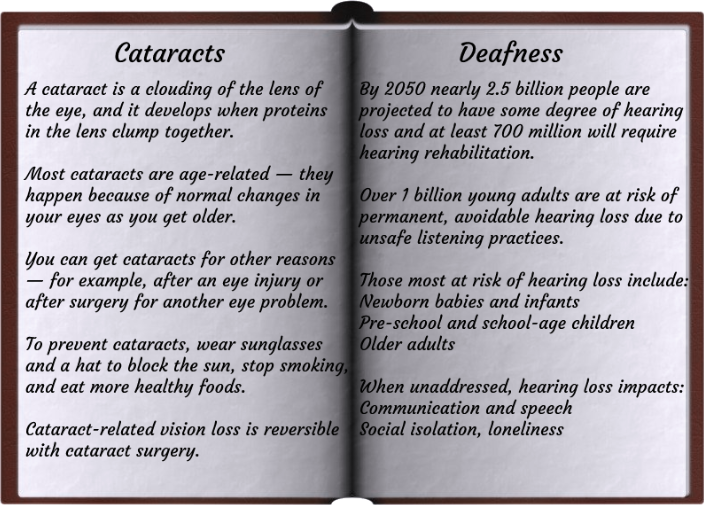 Cataracts
A cataract is a clouding of the lens of
the eye, and it develops when proteins
in the lens clump together.
Most cataracts are age-related — they
happen because of normal changes in
your eyes as you get older.
You can get cataracts for other reasons
— for example, after an eye injury or
after surgery for another eye problem.
To prevent cataracts, wear sunglasses
and a hat to block the sun, stop smoking,
and eat more healthy foods.
Cataract-related vision loss is reversible
with cataract surgery.
Deafness
By 2050 nearly 2.5 billion people are
projected to have some degree of hearing
loss and at least 700 million will require
hearing rehabilitation.
Over 1 billion young adults are at risk of
permanent, avoidable hearing loss due to
unsafe listening practices.
Those most at risk of hearing loss include:
Newborn babies and infants
Pre-school and school-age children
Older adults
When unaddressed, hearing loss impacts:
Communication and speech
Social isolation, loneliness